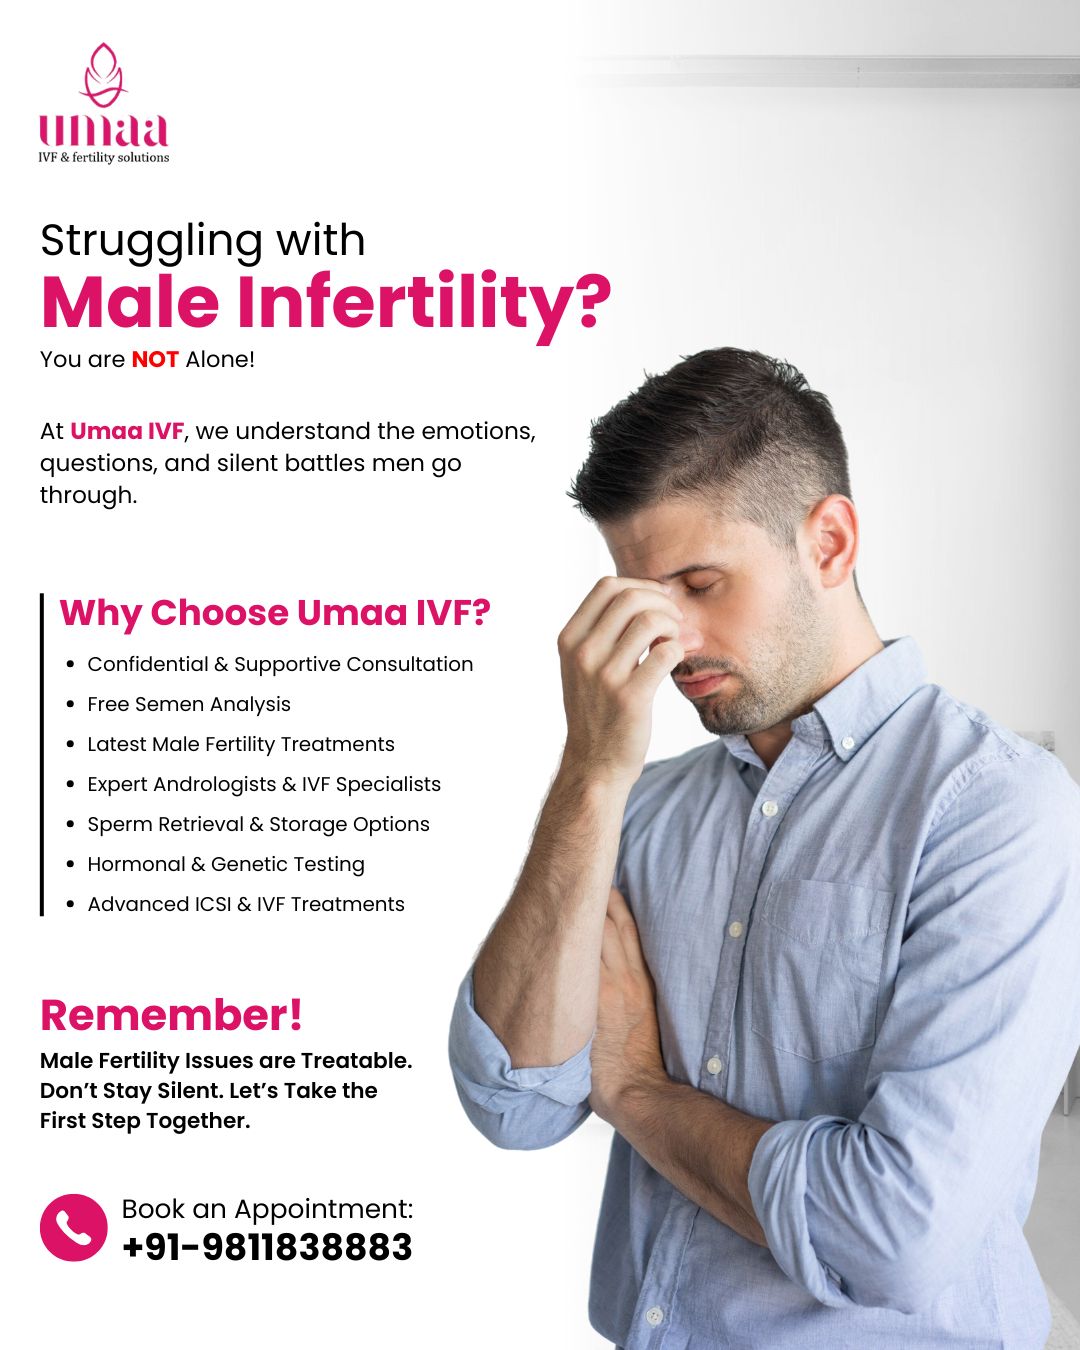 umaa
IVF & fertility solutions
Struggling with
Male Infertility?
You are NOT Alone!
At Umaa IVF, we understand the emotions,
questions, and silent battles men go
through.
Why Choose Umaa IVF?
• Confidential & Supportive Consultation
• Free Semen Analysis
• Latest Male Fertility Treatments
• Expert Andrologists & IVF Specialists
• Sperm Retrieval & Storage Options
• Hormonal & Genetic Testing
• Advanced ICSI & IVF Treatments
Remember!
Male Fertility Issues are Treatable.
Don’t Stay Silent. Let’s Take the
First Step Together.
Book an Appointment:
+91-9811838883